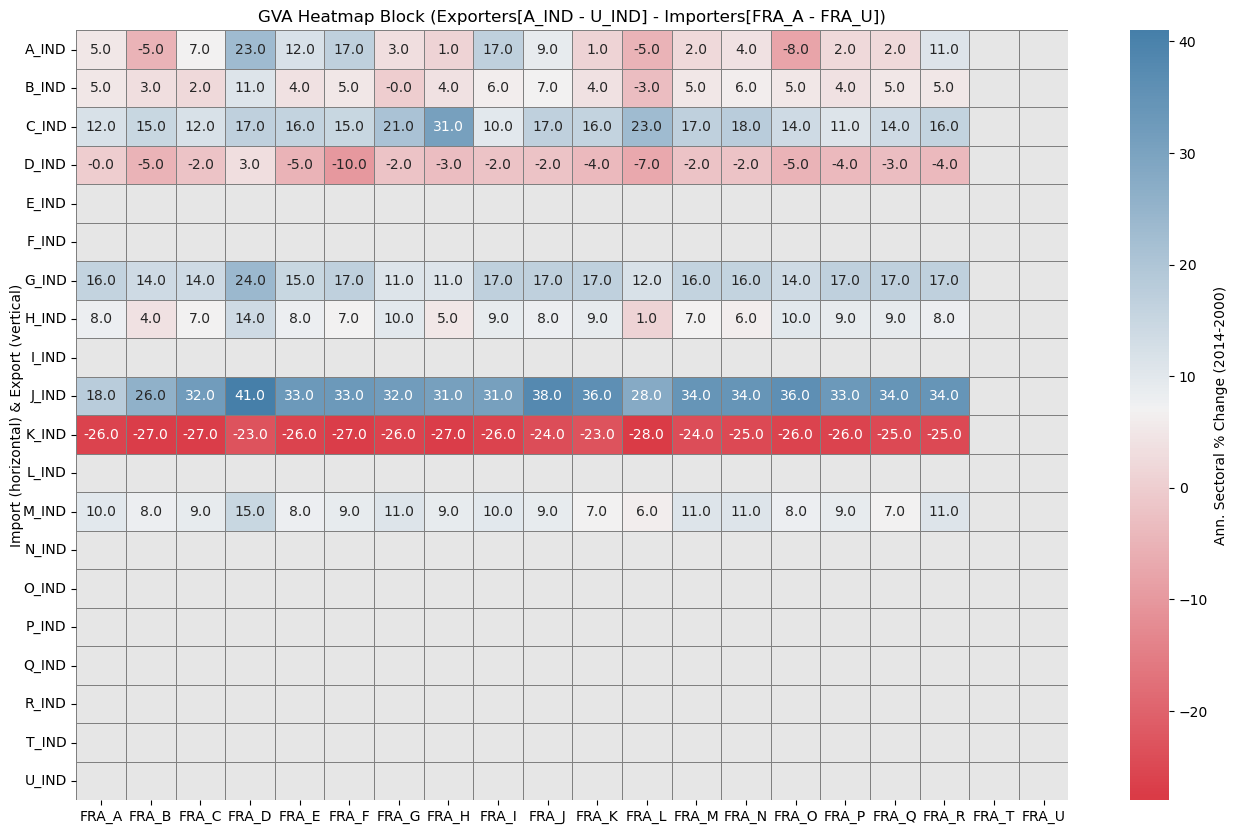 GVA Heatmap Block (Exporters[A_IND - U_IND] - Importers[FRA_A - FRA_U])
Import (horizontal) & Export (vertical)
A_IND 5.0 -5.0 7.0 23.0 12.0 17.0 3.0 1.0 17.0 9.0 1.0 -5.0 2.0 4.0 -8.0 2.0 2.0 11.0
B_IND 5.0 3.0 2.0 11.0 4.0 5.0 -0.0 4.0 6.0 7.0 4.0 -3.0 5.0 6.0 5.0 4.0 5.0 5.0
C_IND 12.0 15.0 12.0 17.0 16.0 15.0 21.0 31.0 10.0 17.0 16.0 23.0 17.0 18.0 14.0 11.0 14.0 16.0
D_IND -0.0 -5.0 -2.0 3.0 -5.0 -10.0 -2.0 -3.0 -2.0 -2.0 -4.0 -7.0 -2.0 -2.0 -5.0 -4.0 -3.0 -4.0
E_IND
F_IND
G_IND 16.0 14.0 14.0 24.0 15.0 17.0 11.0 11.0 17.0 17.0 17.0 12.0 16.0 16.0 14.0 17.0 17.0 17.0
H_IND 8.0 4.0 7.0 14.0 8.0 7.0 10.0 5.0 9.0 8.0 9.0 1.0 7.0 6.0 10.0 9.0 9.0 8.0
I_IND
J_IND 18.0 26.0 32.0 41.0 33.0 33.0 32.0 31.0 31.0 38.0 36.0 28.0 34.0 34.0 36.0 33.0 34.0 34.0
K_IND -26.0 -27.0 -27.0 -23.0 -26.0 -27.0 -26.0 -27.0 -26.0 -24.0 -23.0 -28.0 -24.0 -25.0 -26.0 -26.0 -25.0 -25.0
L_IND
M_IND 10.0 8.0 9.0 15.0 8.0 9.0 11.0 9.0 10.0 9.0 7.0 6.0 11.0 11.0 8.0 9.0 7.0 11.0
N_IND
O_IND
P_IND
Q_IND
R_IND
T_IND
U_IND
FRA_A FRA_B FRA_C FRA_D FRA_E FRA_F FRA_G FRA_H FRA_I FRA_J FRA_K FRA_L FRA_M FRA_N FRA_O FRA_P FRA_Q FRA_R FRA_T FRA_U
40
30
20
10
0
−10
−20
Ann. Sectoral % Change (2014-2000)